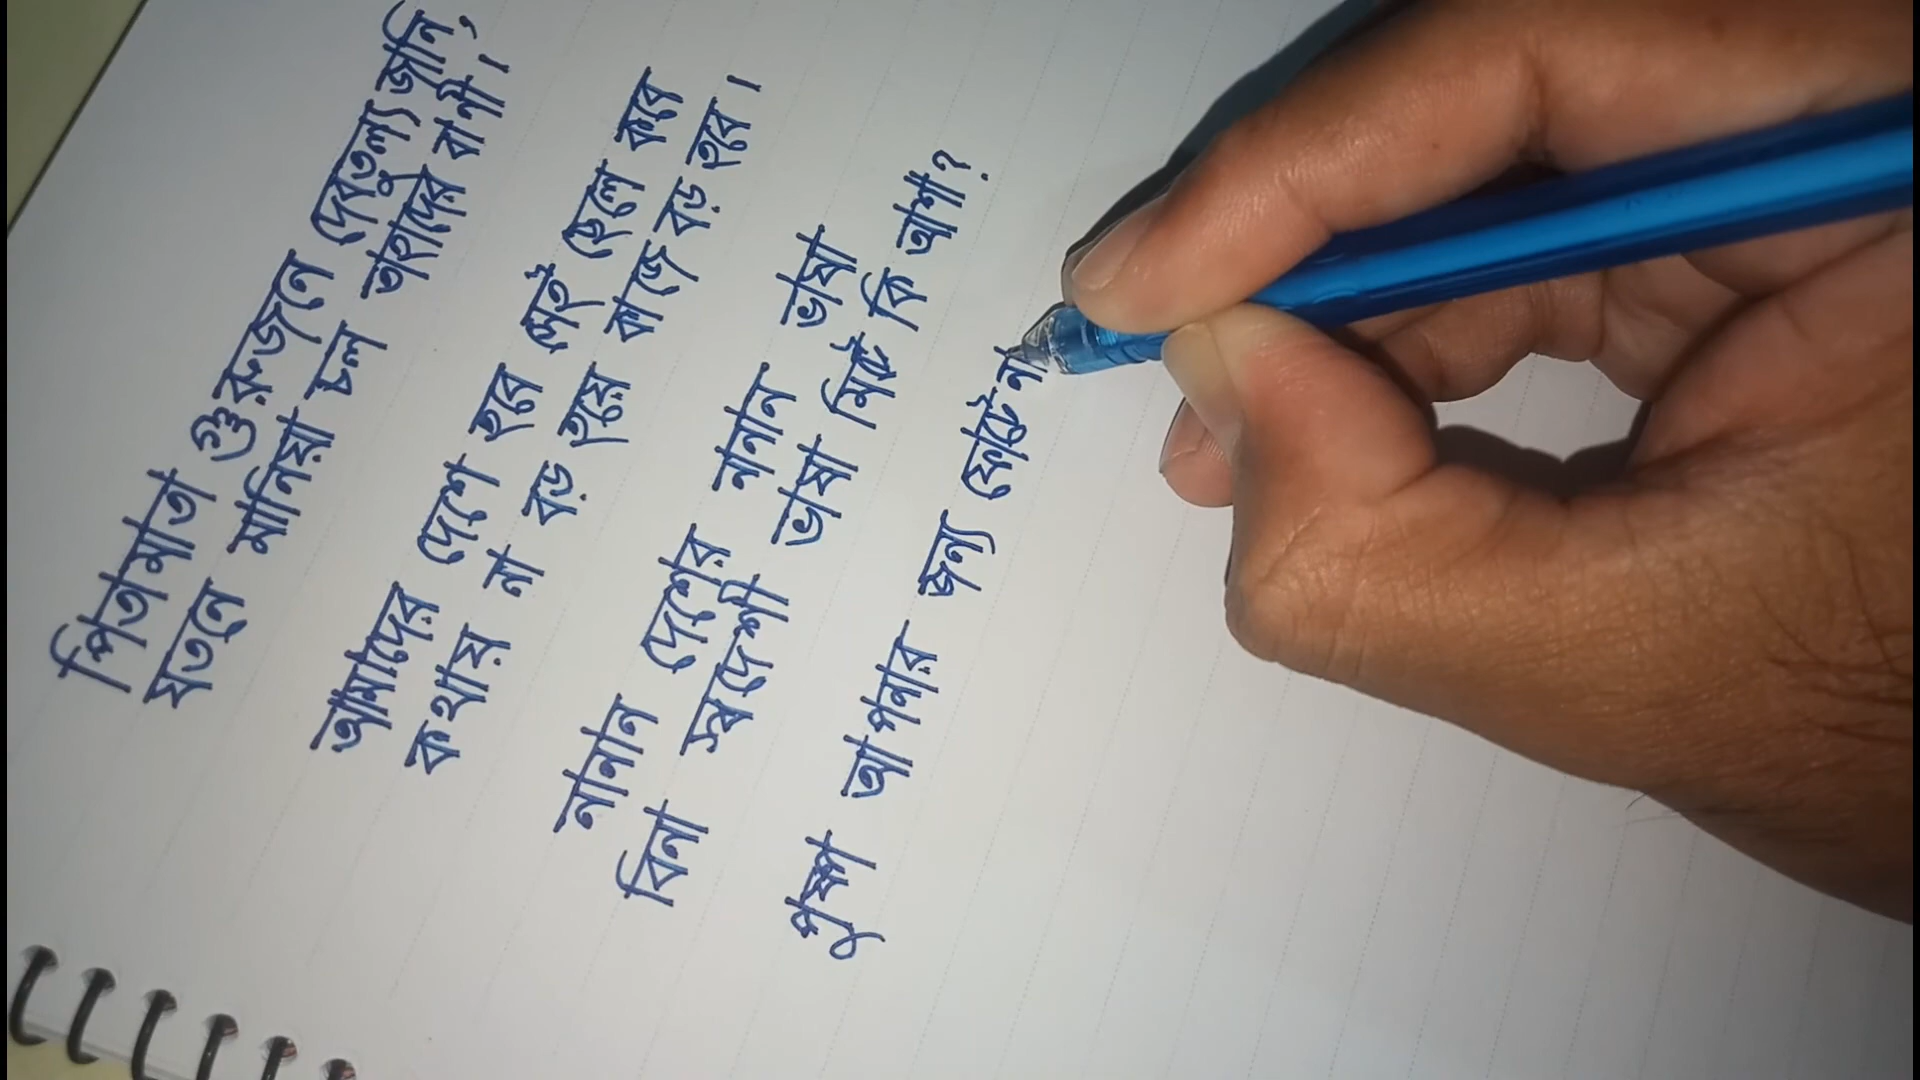 পিতামাতা গুরুজনে দেবতুল্য জানি,
যতনে মানিয়া চল তাহাদের বাণী।
আমাদের দেশে হবে সেই ছেলে কবে
কথায় না বড় হয়ে কাজে বড় হবে।
নানান দেশের নানান ভাষা
বিনা স্বদেশী ভাষা মিটে কি আশা?
পুষ্প আপনার জন্য ফোটে না